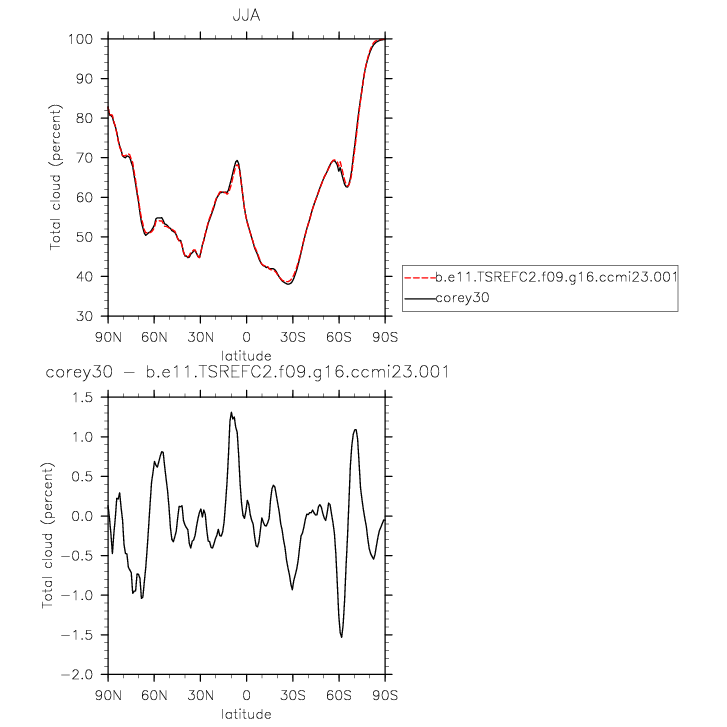 JJA
100
90
80
70
60
50
40
30
Total cloud (percent)
90N 60N 30N 0 30S 60S 90S
latitude
b.e11.TSREFC2.f09.g16.ccmi23.001
corey30
corey30 − b.e11.TSREFC2.f09.g16.ccmi23.001
1.5
1.0
0.5
0.0
−0.5
−1.0
−1.5
−2.0
Total cloud (percent)
90N 60N 30N 0 30S 60S 90S
latitude